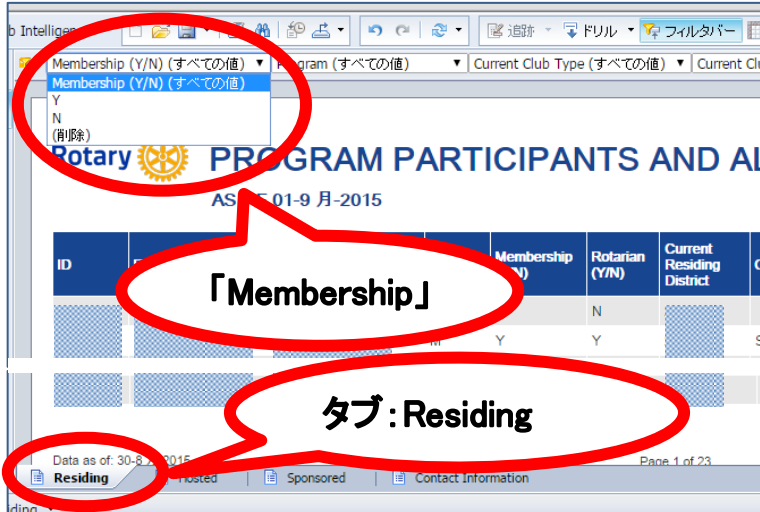 b Intellige
追跡 ドリル フィルタバー
Membership (Y/N) (すべての値) Program (すべての値) Current Club Type (すべての値) Current Clu
Membership (Y/N) (すべての値)
Y
N
(削除)
Rotary PROGRAM PARTICIPANTS AND AL
AS OF 01-9 月-2015
ID Membership (Y/N) Rotarian (Y/N) Current Residing District
「Membership」
N
M Y Y S
タブ：Residing
Data as of: 30-8 月-2015 Page 1 of 23
Residing Hosted Sponsored Contact Information
ding